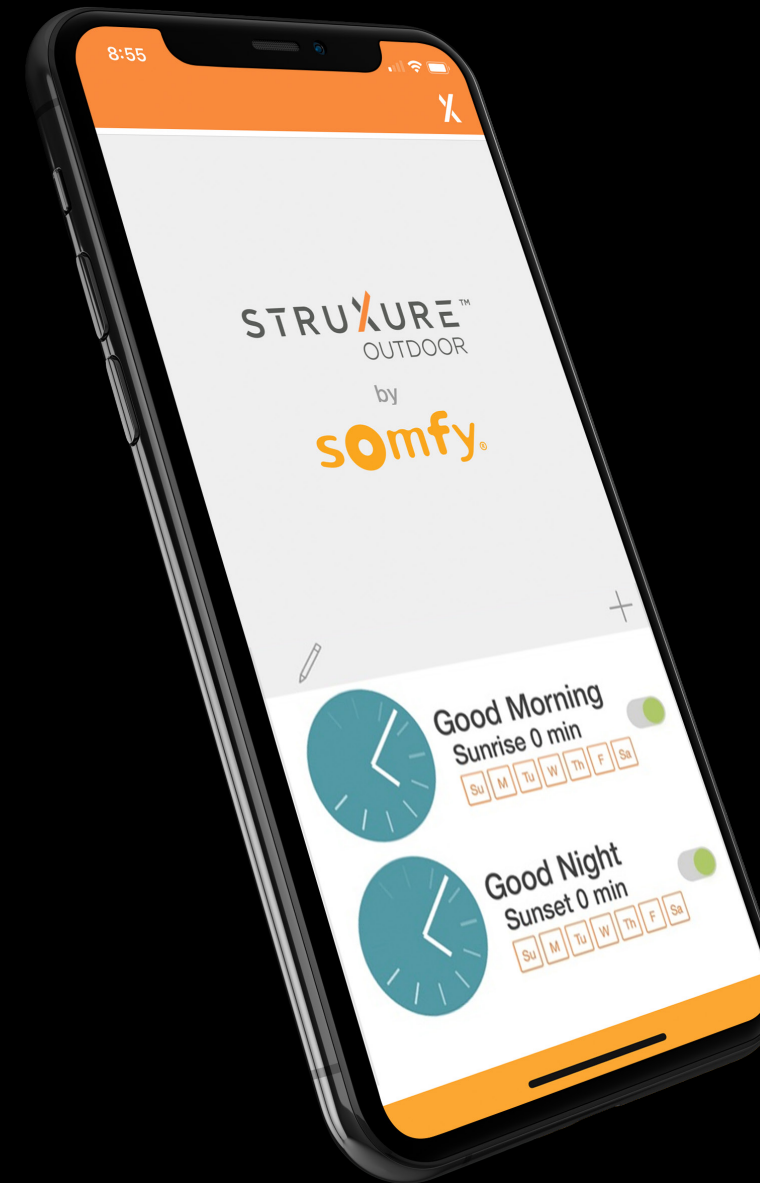 8:55
STRUXURE™
OUTDOOR
by
somfy®
Good Morning
Sunrise 0 min
Su M Tu W Th F Sa
Good Night
Sunset 0 min
Su M Tu W Th F Sa